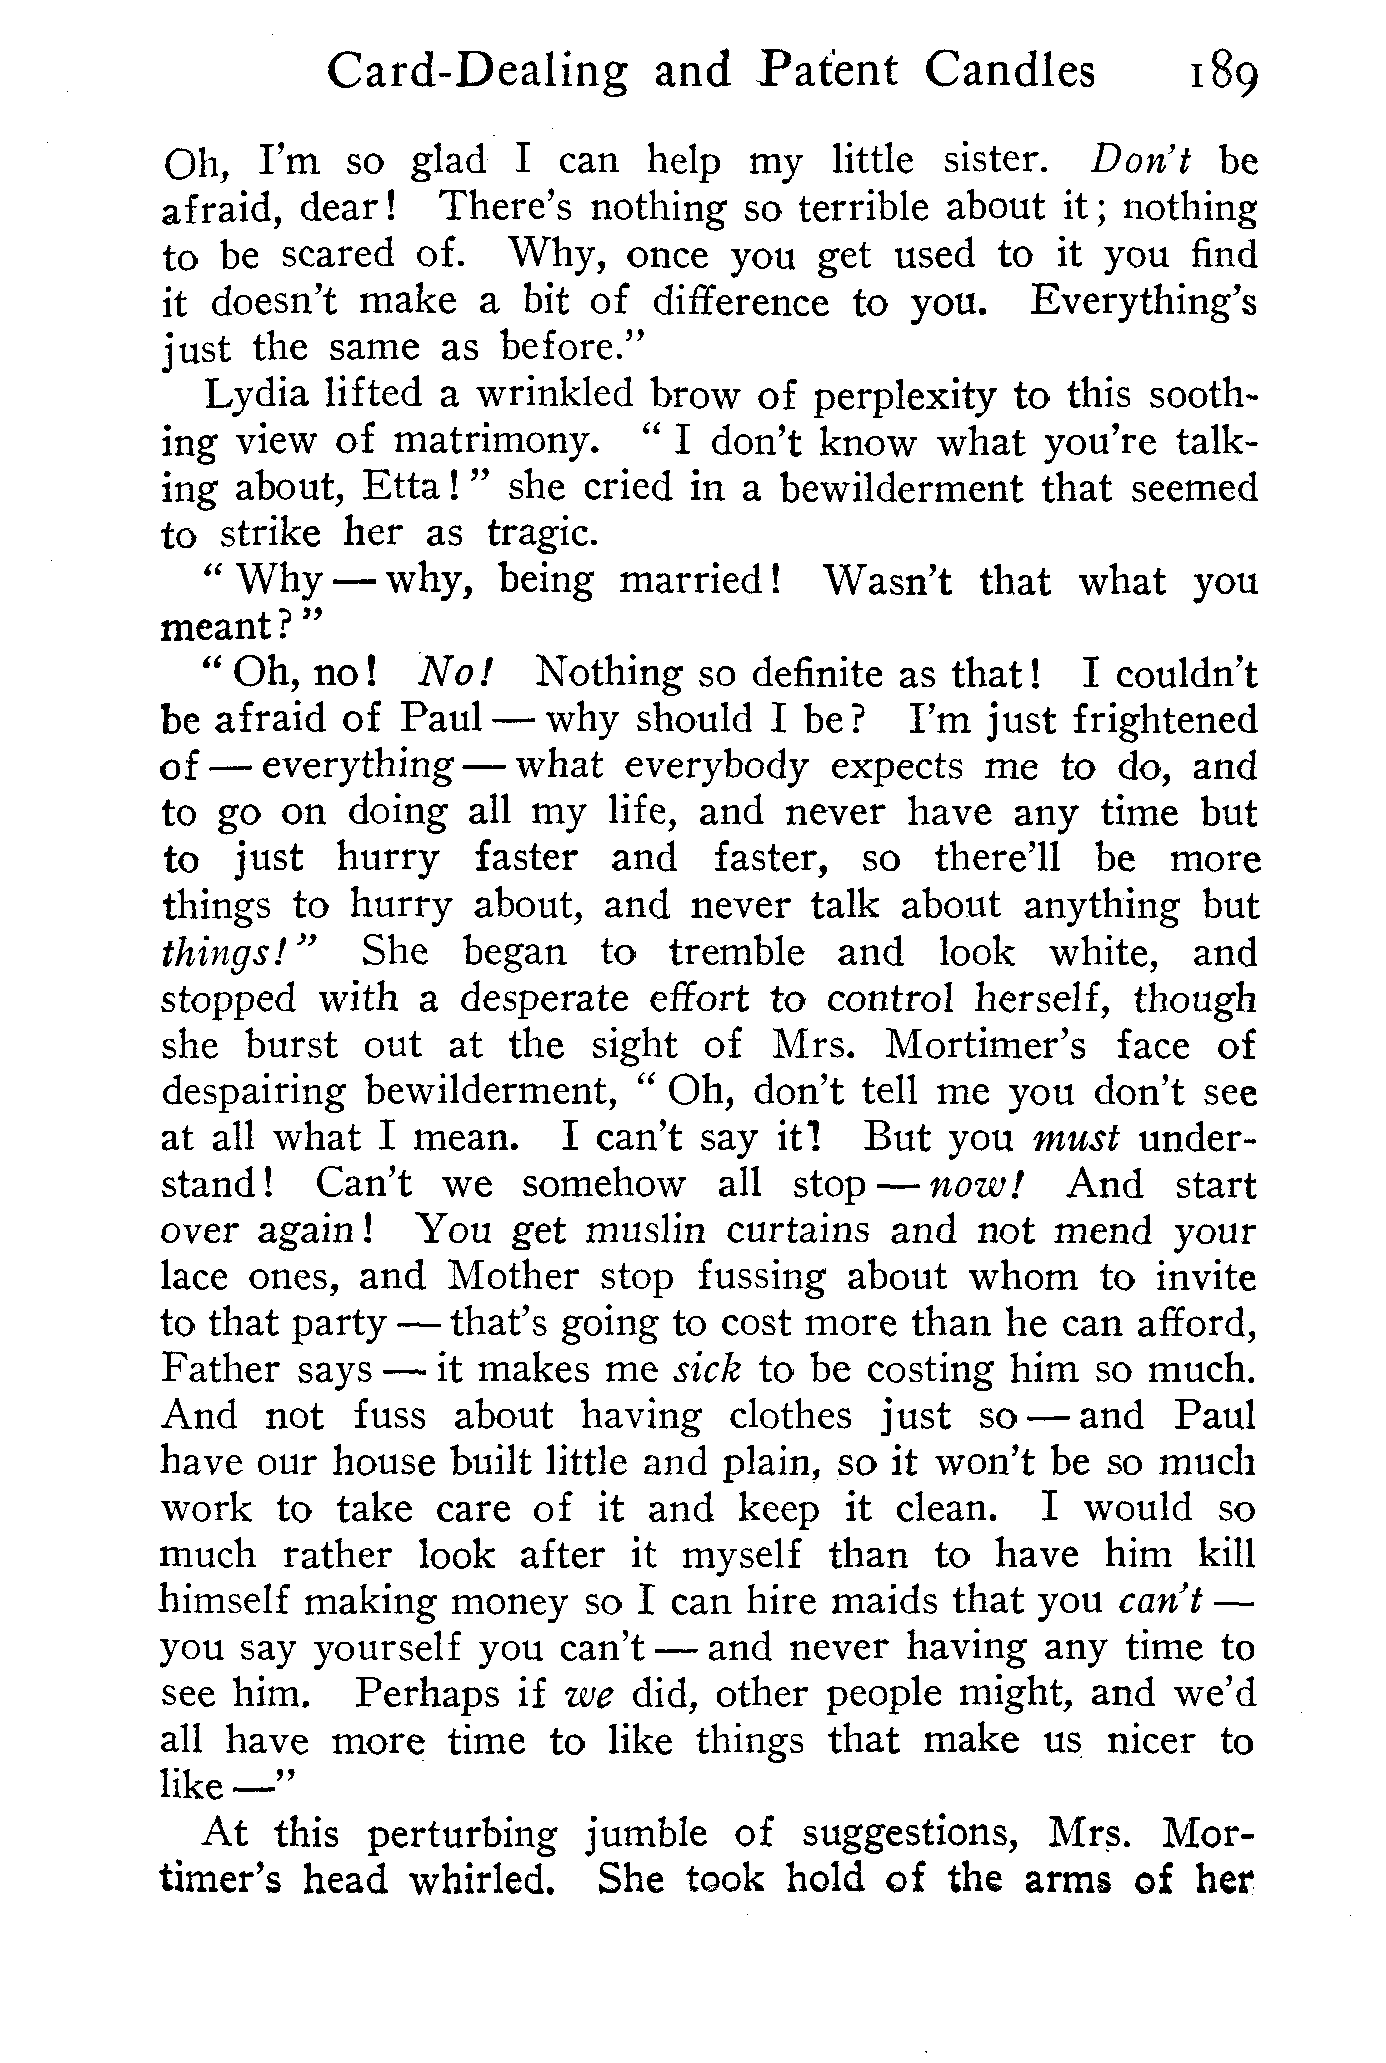 Card-Dealing and Patent Candles 189
Oh, I'm so glad I can help my little sister. Don't be
afraid, dear! There's nothing so terrible about it; nothing
to be scared of. Why, once you get used to it you find
it doesn't make a bit of difference to you. Everything's
just the same as before."
Lydia lifted a wrinkled brow of perplexity to this sooth-
ing view of matrimony. "I don't know what you're talk-
ing about, Etta!" she cried in a bewilderment that seemed
to strike her as tragic.
"Why — why, being married! Wasn't that what you
meant?"
"Oh, no! No! Nothing so definite as that! I couldn't
be afraid of Paul — why should I be? I'm just frightened
of — everything — what everybody expects me to do, and
to go on doing all my life, and never have any time but
to just hurry faster and faster, so there'll be more
things to hurry about, and never talk about anything but
things!" She began to tremble and look white, and
stopped with a desperate effort to control herself, though
she burst out at the sight of Mrs. Mortimer's face of
despairing bewilderment, "Oh, don't tell me you don't see
at all what I mean. I can't say it! But you must under-
stand! Can't we somehow all stop — now! And start
over again! You get muslin curtains and not mend your
lace ones, and Mother stop fussing about whom to invite
to that party — that's going to cost more than he can afford,
Father says — it makes me sick to be costing him so much.
And not fuss about having clothes just so — and Paul
have our house built little and plain, so it won't be so much
work to take care of it and keep it clean. I would so
much rather look after it myself than to have him kill
himself making money so I can hire maids that you can't —
you say yourself you can't — and never having any time to
see him. Perhaps if we did, other people might, and we'd
all have more time to like things that make us nicer to
like —"
At this perturbing jumble of suggestions, Mrs. Mor-
timer's head whirled. She took hold of the arms of her